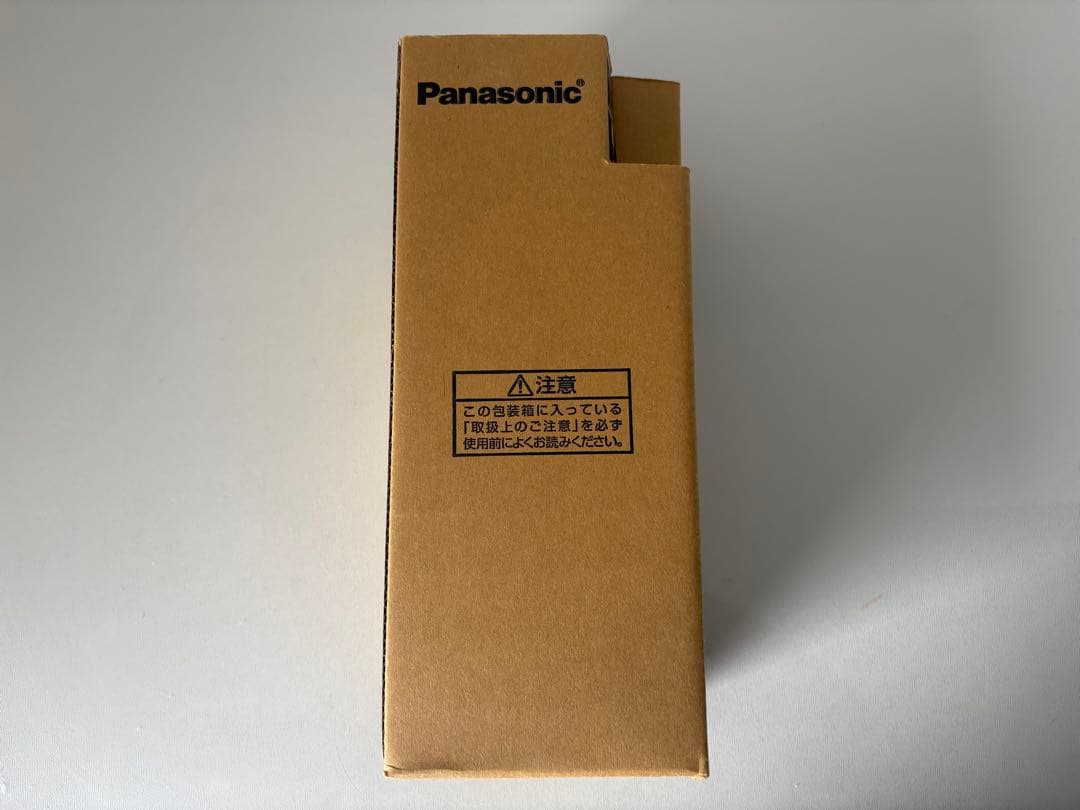 Panasonic®
⚠注意
この包装箱に入っている
「取扱上のご注意」を必ず
使用前によくお読みください。